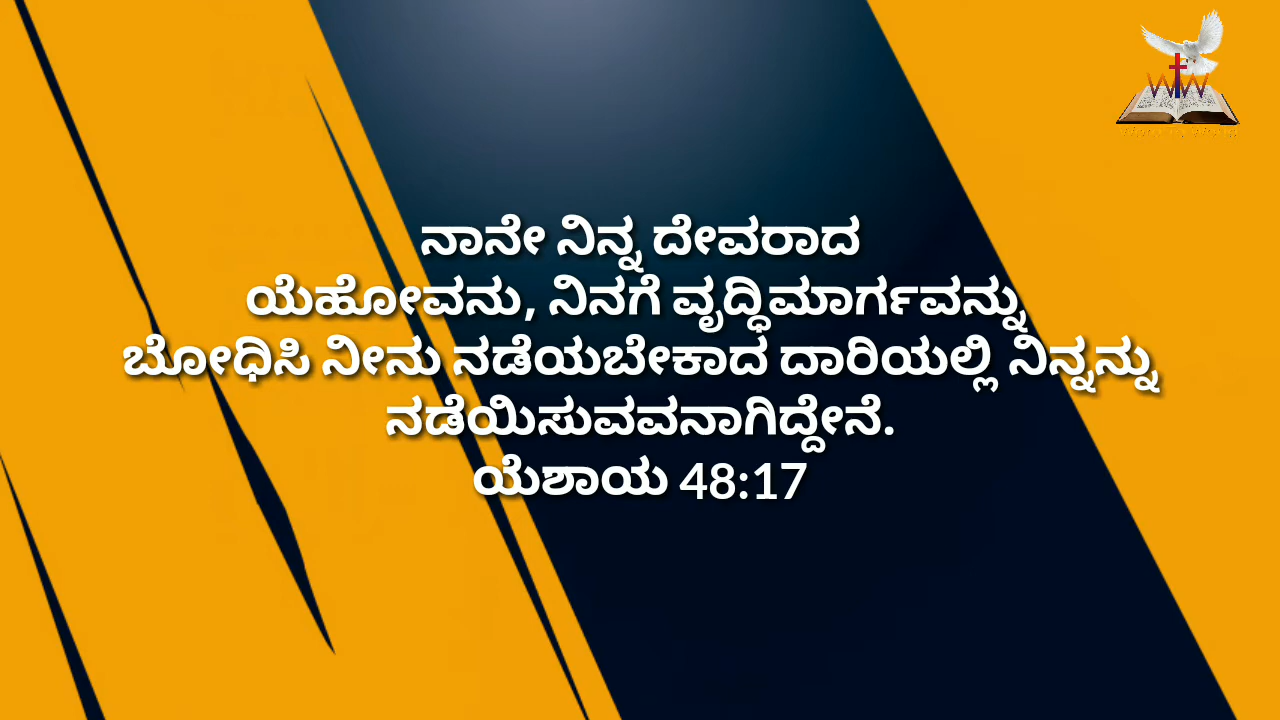 ನಾನೇ ನಿನ್ನ ದೇವರಾದ
ಯೆಹೋವನು, ನಿನಗೆ ವೃದ್ಧಿಮಾರ್ಗವನ್ನು
ಬೋಧಿಸಿ ನೀನು ನಡೆಯಬೇಕಾದ ದಾರಿಯಲ್ಲಿ ನಿನ್ನನ್ನು
ನಡೆಯಿಸುವವನಾಗಿದ್ದೇನೆ.
ಯೆಶಾಯ 48:17